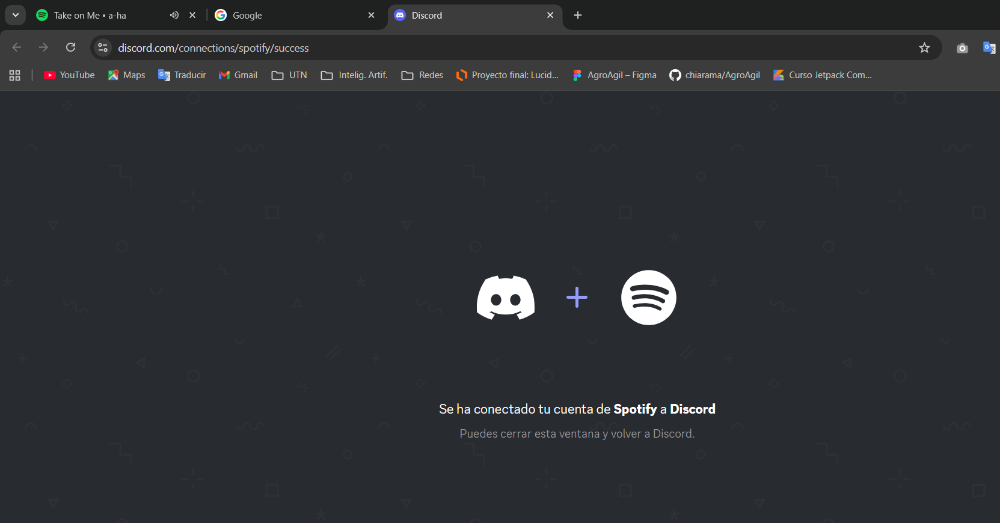 Take on Me • a-ha
Google
Discord
discord.com/connections/spotify/success
YouTube
Maps
Traducir
Gmail
UTN
Intelig. Artif.
Redes
Proyecto final: Lucid...
AgroAgil – Figma
chiarama/AgroAgil
Curso Jetpack Com...
Se ha conectado tu cuenta de Spotify a Discord
Puedes cerrar esta ventana y volver a Discord.